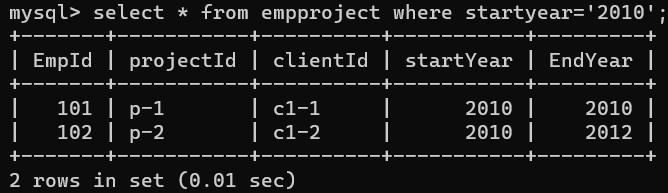 mysql> select * from empproject where startyear='2010';
+-------+-----------+----------+-----------+---------+
| EmpId | projectId | clientId | startYear | EndYear |
+-------+-----------+----------+-----------+---------+
|   101 | p-1       | c1-1     |      2010 |    2010 |
|   102 | p-2       | c1-2     |      2010 |    2012 |
+-------+-----------+----------+-----------+---------+
2 rows in set (0.01 sec)